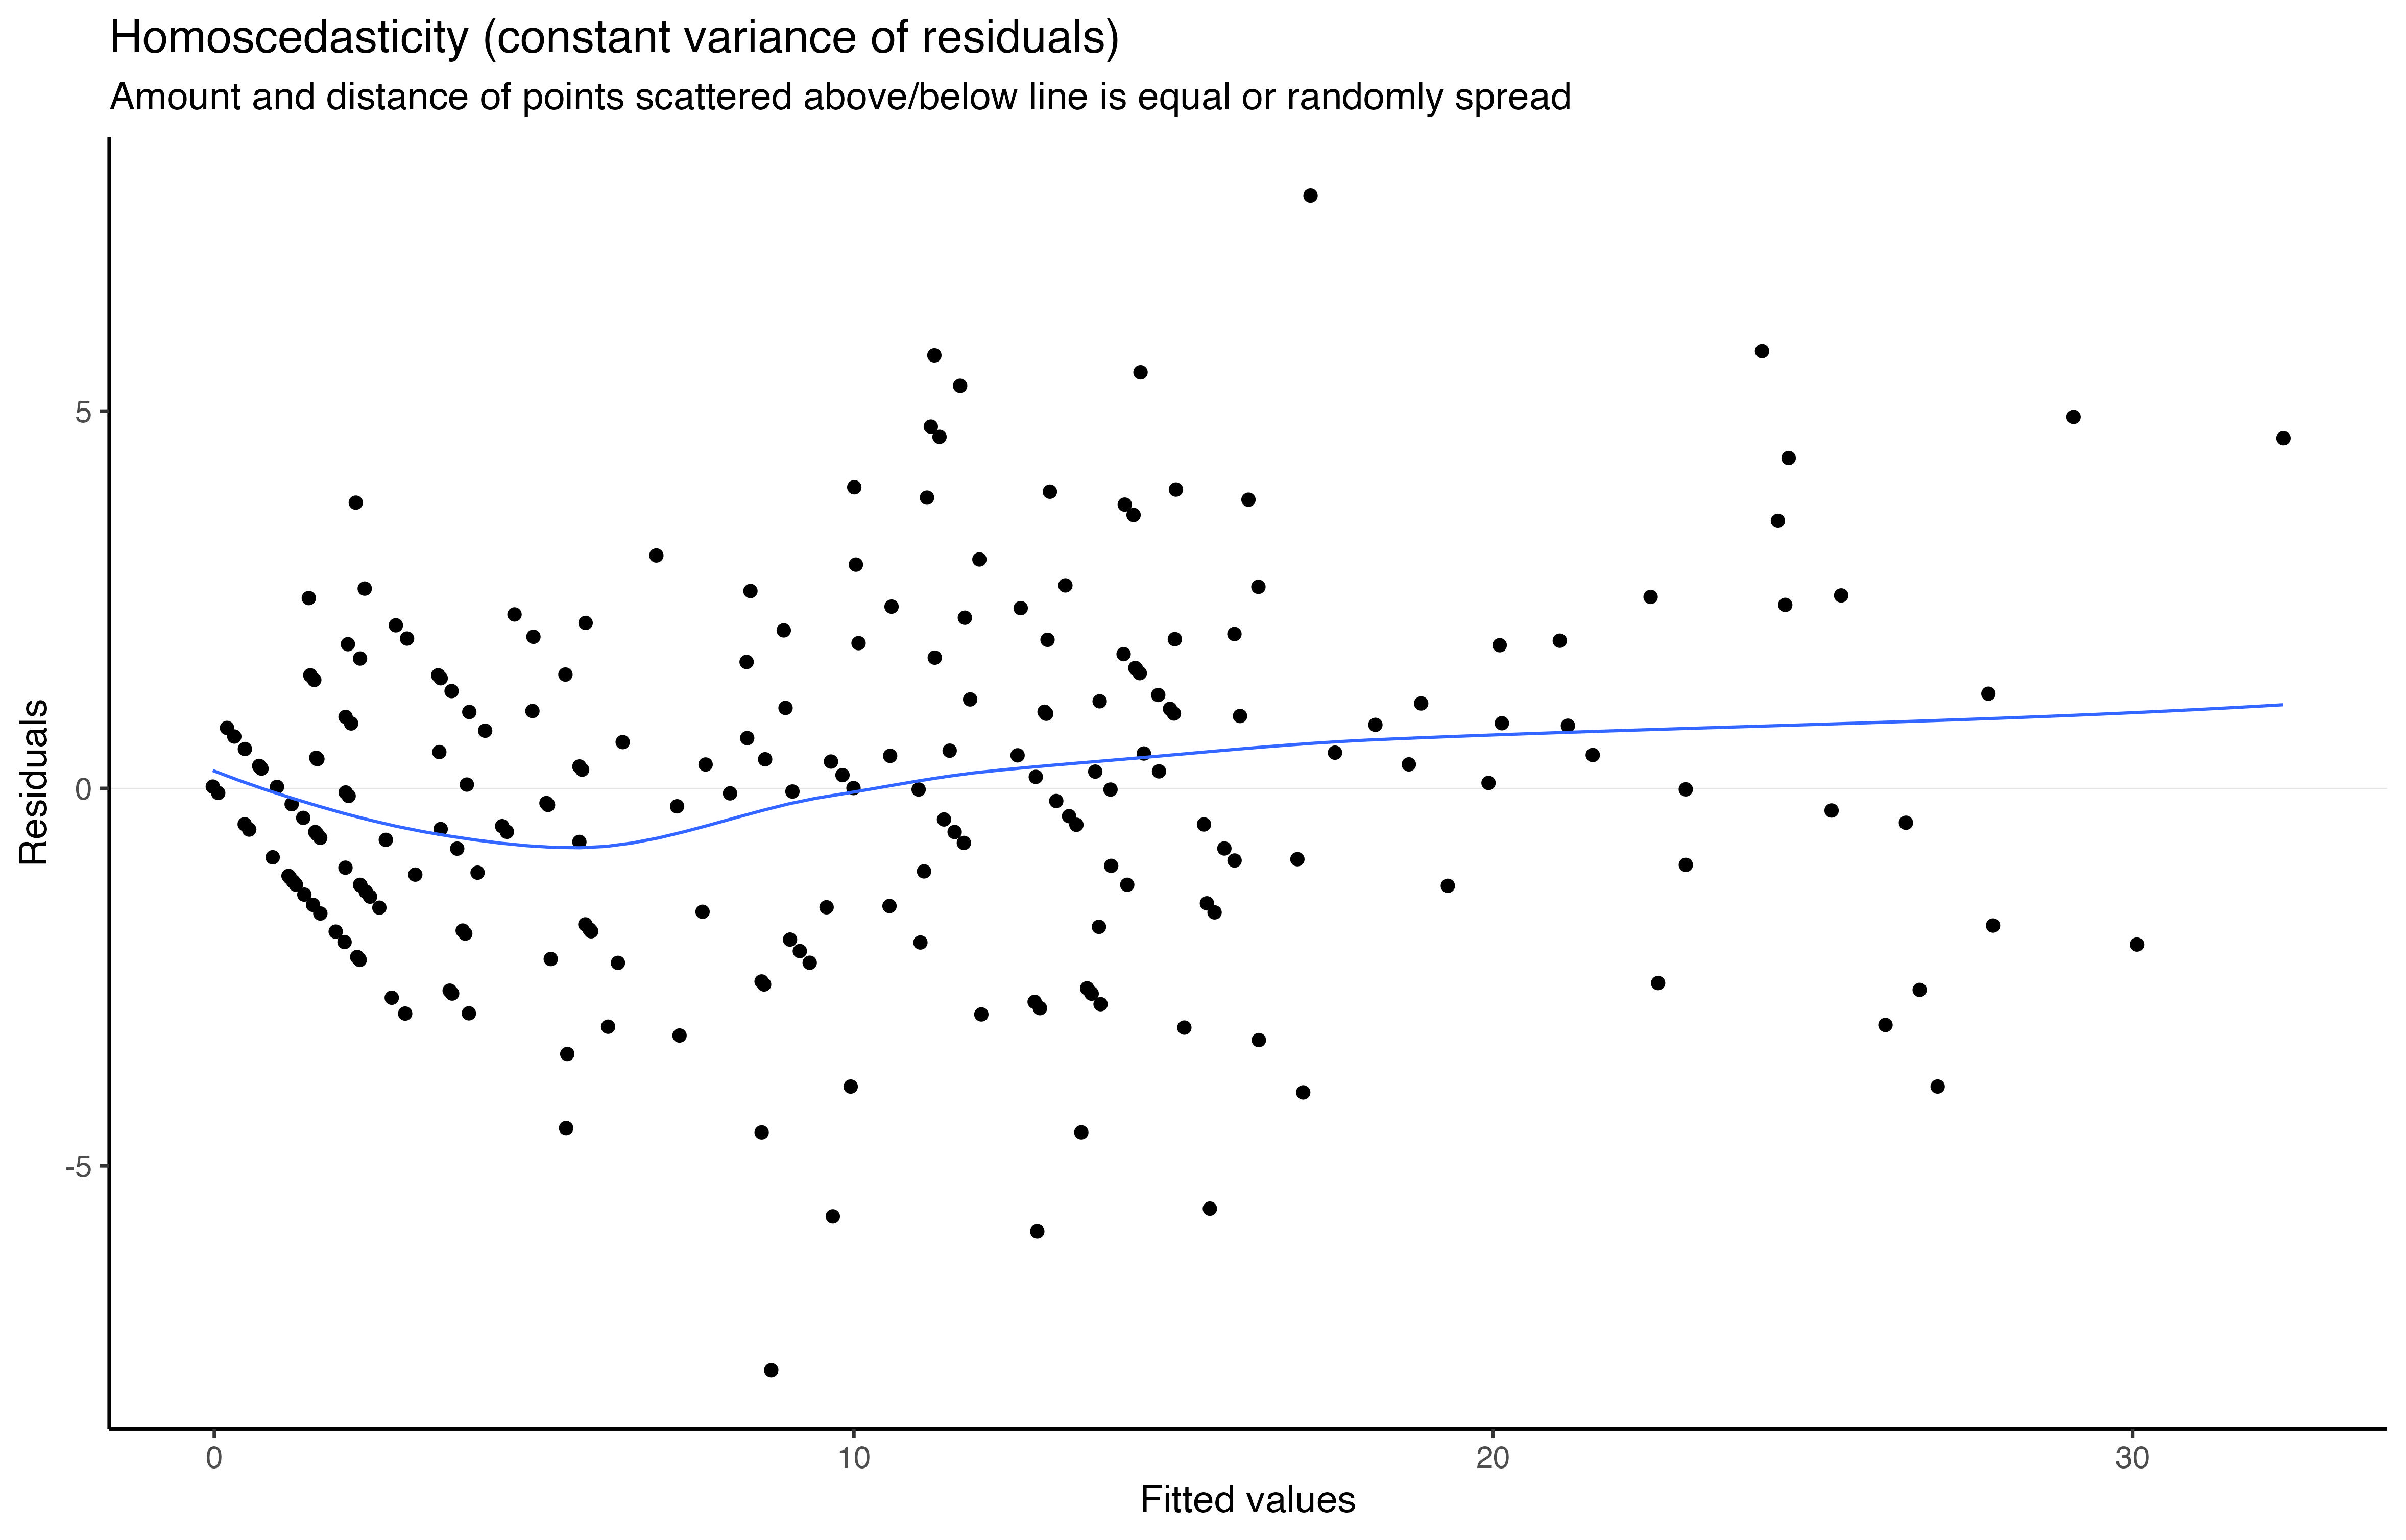 Homoscedasticity (constant variance of residuals)
Amount and distance of points scattered above/below line is equal or randomly spread
5
0
-5
Residuals
0
10
20
30
Fitted values